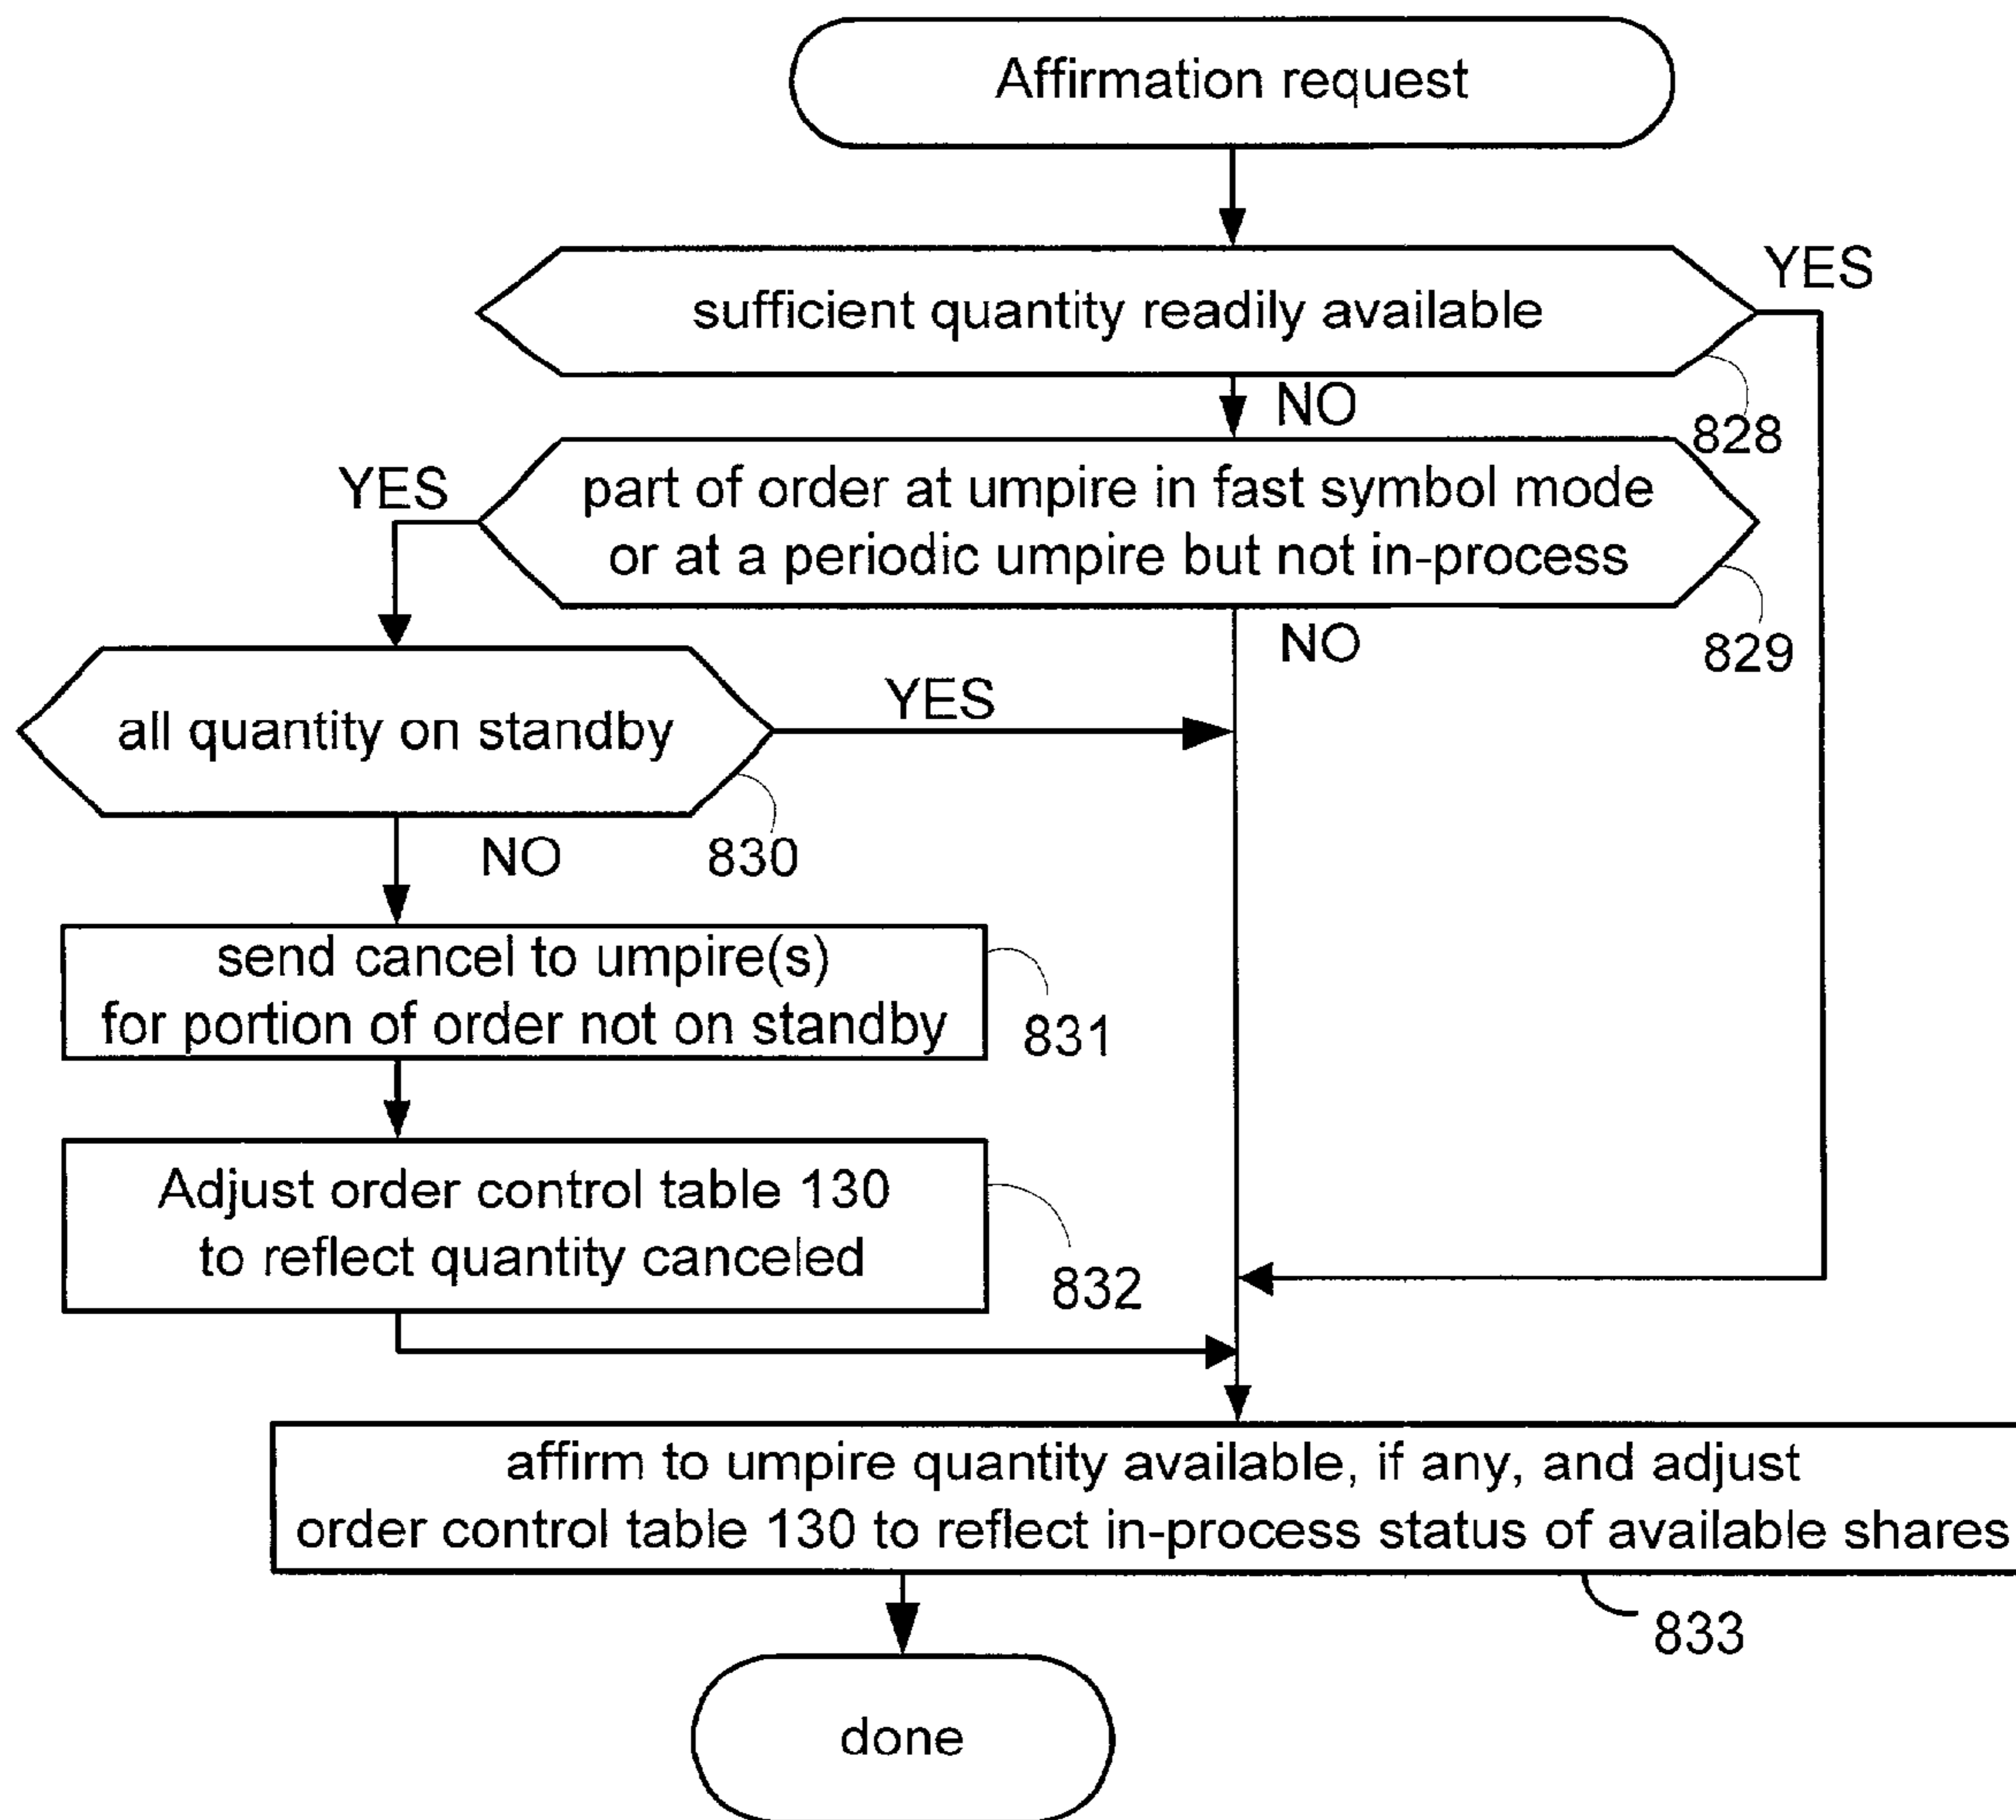 Affirmation request
YES
sufficient quantity readily available
NO
828
YES
part of order at umpire in fast symbol mode
or at a periodic umpire but not in-process
NO
829
all quantity on standby
YES
NO
830
send cancel to umpire(s)
for portion of order not on standby
831
Adjust order control table 130
to reflect quantity canceled
832
affirm to umpire quantity available, if any, and adjust
order control table 130 to reflect in-process status of available shares
833
done